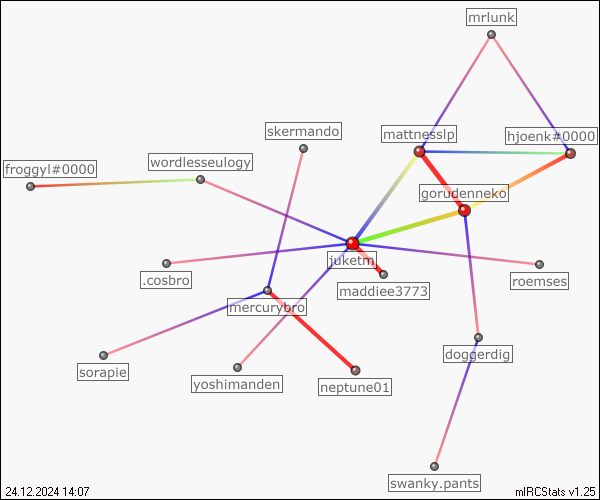 mrlunk
skermando
mattnesslp
hjoenk#0000
froggyl#0000
wordlesseulogy
gorudenneko
juketm
.cosbro
maddiee3773
roemses
mercurybro
doggerdig
sorapie
yoshimanden
neptune01
swanky.pants
24.12.2024 14:07
mIRCStats v1.25